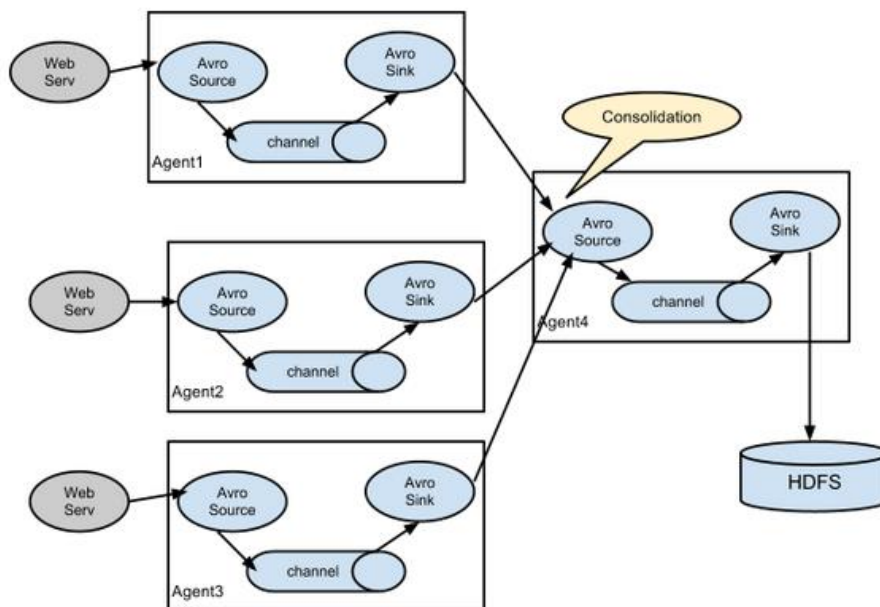 Web
Serv
Avro
Source
Avro
Sink
channel
Agent1
Consolidation
Web
Serv
Avro
Source
Avro
Sink
channel
Agent2
Avro
Source
Avro
Sink
channel
Agent4
Web
Serv
Avro
Source
Avro
Sink
channel
Agent3
HDFS